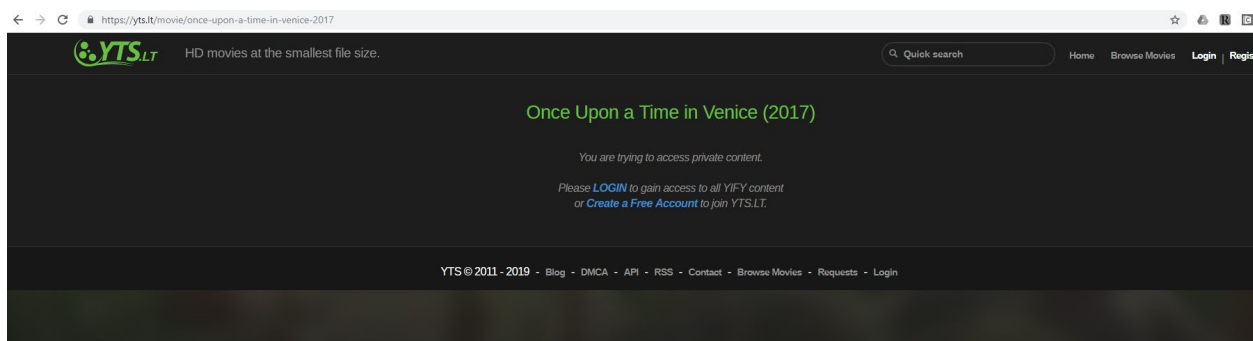 https://yts.lt/movie/once-upon-a-time-in-venice-2017
YTS.LT HD movies at the smallest file size. Quick search Home Browse Movies Login | Regis
Once Upon a Time in Venice (2017)
You are trying to access private content.
Please LOGIN to gain access to all YIFY content
or Create a Free Account to join YTS.LT.
YTS © 2011 - 2019 - Blog - DMCA - API - RSS - Contact - Browse Movies - Requests - Login